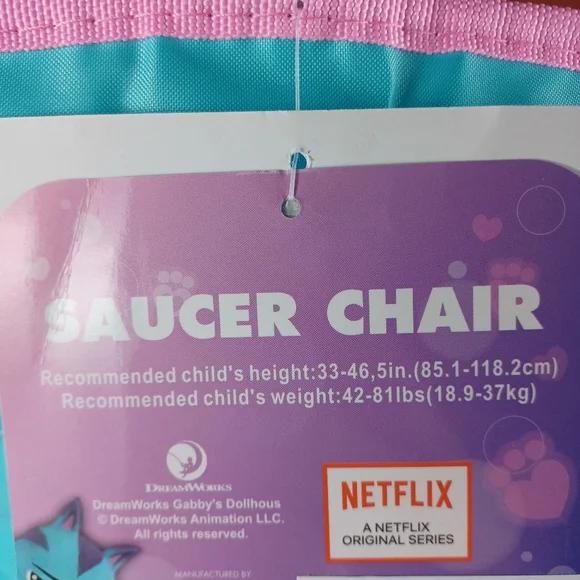 SAUCER CHAIR
Recommended child's height:33-46,5in.(85.1-118.2cm)
Recommended child's weight:42-81lbs(18.9-37kg)
DREAMWORKS
DreamWorks Gabby's Dollhous
© DreamWorks Animation LLC.
All rights reserved.
NETFLIX
A NETFLIX
ORIGINAL SERIES
MANUFACTURED BY